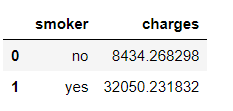 smoker charges
0 no 8434.268298
1 yes 32050.231832